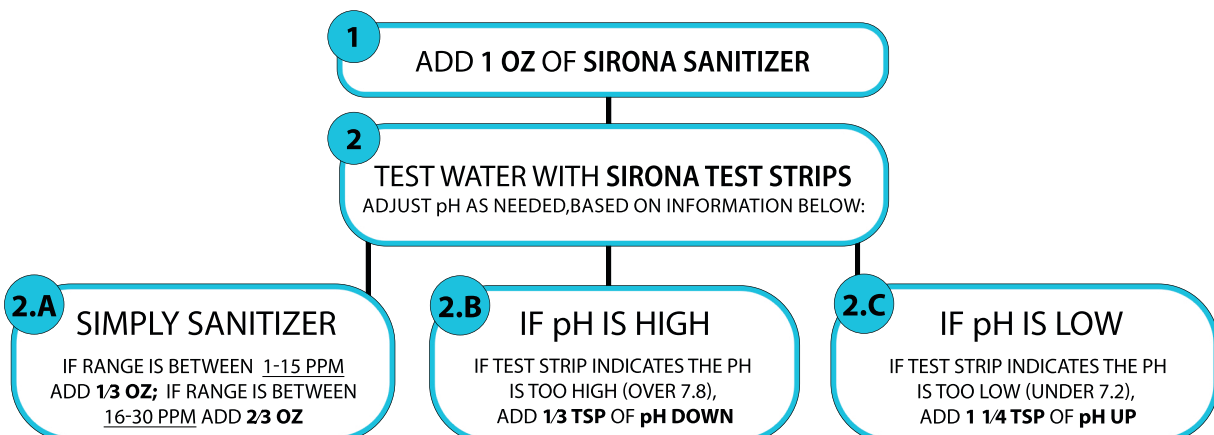 1
ADD 1 OZ OF SIRONA SANITIZER
2
TEST WATER WITH SIRONA TEST STRIPS
ADJUST pH AS NEEDED,BASED ON INFORMATION BELOW:
2.A
SIMPLY SANITIZER
IF RANGE IS BETWEEN 1-15 PPM
ADD 1/3 OZ; IF RANGE IS BETWEEN
16-30 PPM ADD 2/3 OZ
2.B
IF pH IS HIGH
IF TEST STRIP INDICATES THE PH
IS TOO HIGH (OVER 7.8),
ADD 1/3 TSP OF pH DOWN
2.C
IF pH IS LOW
IF TEST STRIP INDICATES THE PH
IS TOO LOW (UNDER 7.2),
ADD 1 1/4 TSP OF pH UP